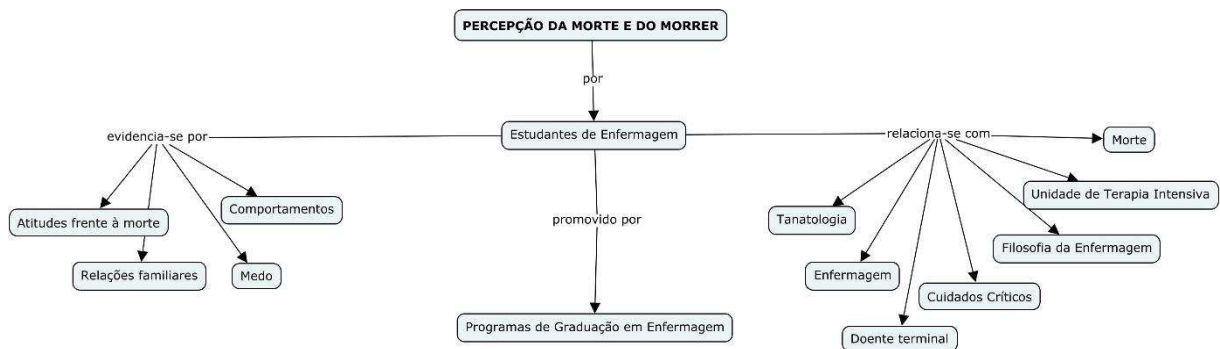 PERCEPÇÃO DA MORTE E DO MORRER
por
Estudantes de Enfermagem
evidencia-se por
relaciona-se com
Morte
Atitudes frente à morte
Comportamentos
Relações familiares
Medo
promovido por
Programas de Graduação em Enfermagem
Tanatologia
Unidade de Terapia Intensiva
Enfermagem
Filosofia da Enfermagem
Cuidados Críticos
Doente terminal